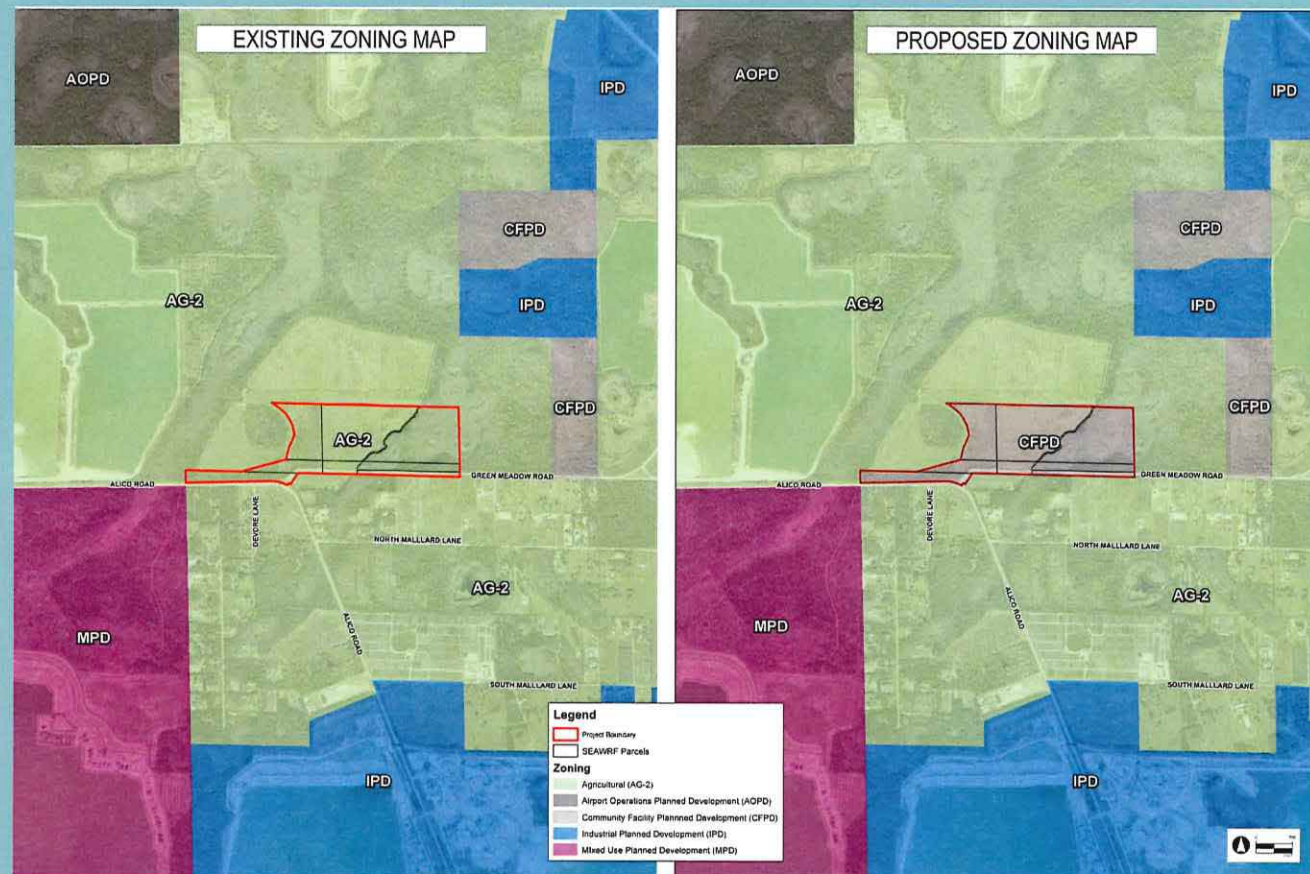 EXISTING ZONING MAP
AOPD
IPD
CFPD
IPD
AG-2
CFPD
AG-2
GREEN MEADOW ROAD
ALICO ROAD
DEVORE LANE
NORTH MALLLARD LANE
AG-2
ALICO ROAD
MPD
SOUTH MALLLARD LANE
IPD
PROPOSED ZONING MAP
AOPD
IPD
CFPD
IPD
AG-2
CFPD
CFPD
GREEN MEADOW ROAD
ALICO ROAD
DEVORE LANE
NORTH MALLLARD LANE
AG-2
ALICO ROAD
MPD
SOUTH MALLLARD LANE
IPD
Legend
Project Boundary
SEAWRF Parcels
Zoning
Agricultural (AG-2)
Airport Operations Planned Development (AOPD)
Community Facility Plannned Development (CFPD)
Industrial Planned Development (IPD)
Mixed Use Planned Development (MPD)